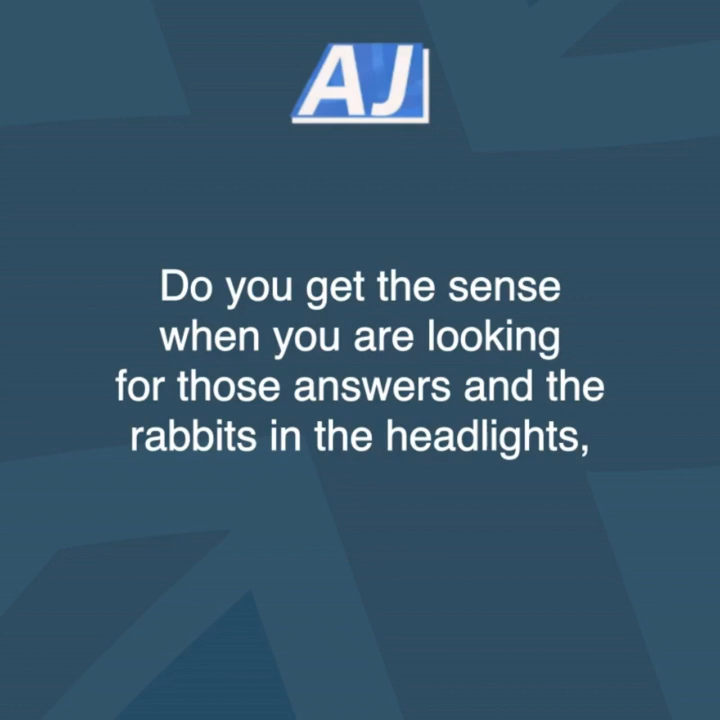 AJ
Do you get the sense
when you are looking
for those answers and the
rabbits in the headlights,